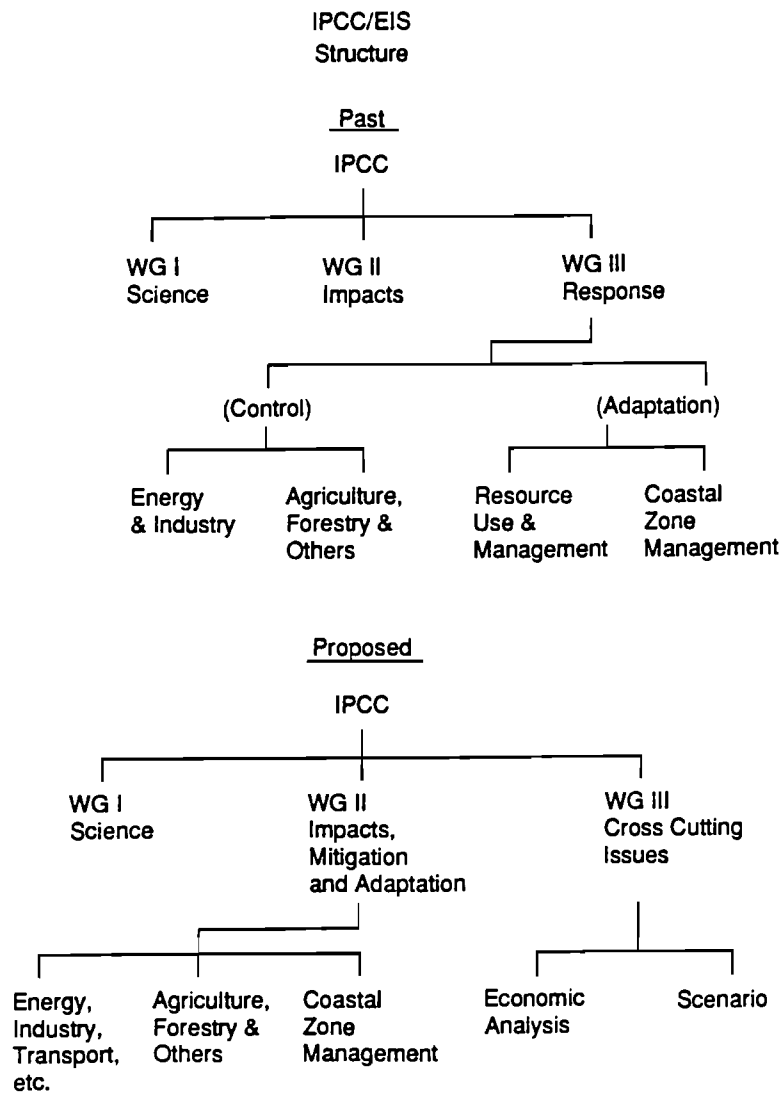 IPCC/EIS
Structure
Past
IPCC
WG I
Science
WG II
Impacts
WG III
Response
(Control)
(Adaptation)
Energy
& Industry
Agriculture,
Forestry &
Others
Resource
Use &
Management
Coastal
Zone
Management
Proposed
IPCC
WG I
Science
WG II
Impacts,
Mitigation
and Adaptation
WG III
Cross Cutting
Issues
Energy,
Industry,
Transport,
etc.
Agriculture,
Forestry &
Others
Coastal
Zone
Management
Economic
Analysis
Scenario